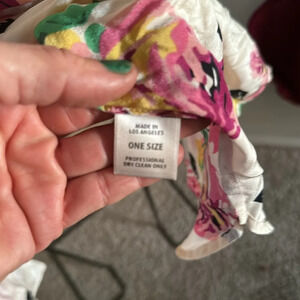 MADE IN
LOS ANGELES
ONE SIZE
PROFESSIONAL
DRY CLEAN ONLY